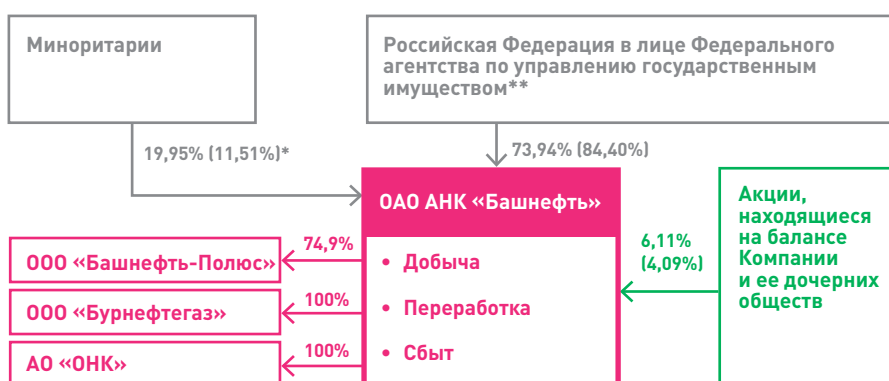 Миноритарии
Российская Федерация в лице Федерального
агентства по управлению государственным
имуществом**
19,95% (11,51%)*
73,94% (84,40%)
ОАО АНК «Башнефть»
• Добыча
• Переработка
• Сбыт
6,11%
(4,09%)
Акции,
находящиеся
на балансе
Компании
и ее дочерних
обществ
74,9%
ООО «Башнефть-Полюс»
100%
ООО «Бурнефтегаз»
100%
АО «ОНК»